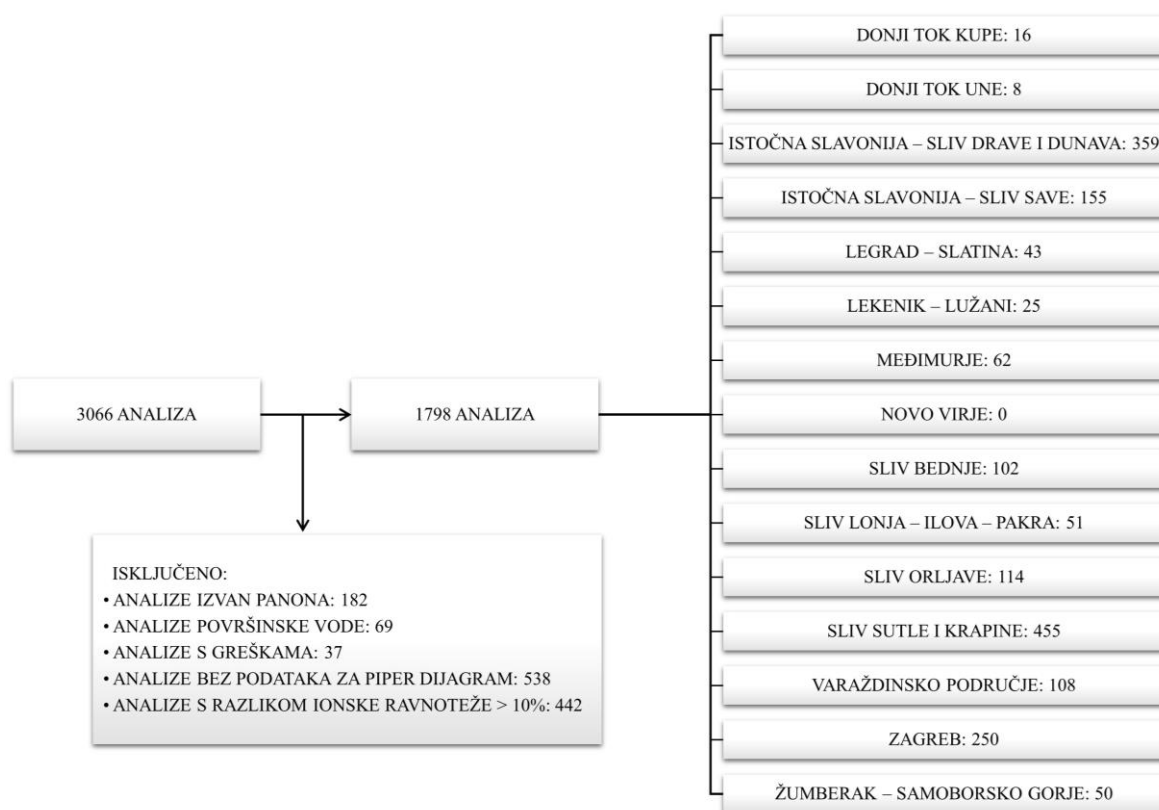 3066 ANALIZA
1798 ANALIZA
ISKLJUČENO:
• ANALIZE IZVAN PANONA: 182
• ANALIZE POVRŠINSKE VODE: 69
• ANALIZE S GREŠKAMA: 37
• ANALIZE BEZ PODATAKA ZA PIPER DIJAGRAM: 538
• ANALIZE S RAZLIKOM IONSKE RAVNOTEŽE > 10%: 442
DONJI TOK KUPE: 16
DONJI TOK UNE: 8
ISTOČNA SLAVONIJA – SLIV DRAVE I DUNAVA: 359
ISTOČNA SLAVONIJA – SLIV SAVE: 155
LEGRAD – SLATINA: 43
LEKENIK – LUŽANI: 25
MEĐIMURJE: 62
NOVO VIRJE: 0
SLIV BEDNJE: 102
SLIV LONJA – ILOVA – PAKRA: 51
SLIV ORLJAVE: 114
SLIV SUTLE I KRAPINE: 455
VARAŽDINSKO PODRUČJE: 108
ZAGREB: 250
ŽUMBERAK – SAMOBORSKO GORJE: 50